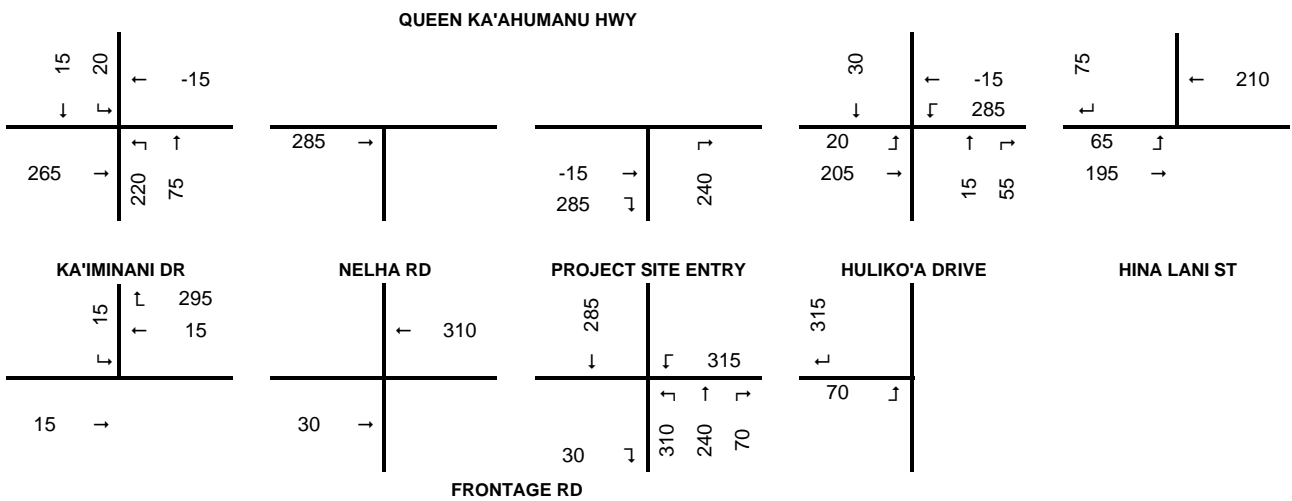 QUEEN KA'AHUMANU HWY
15 20 ← -15
↓ ↳
265 → ↰ ↑
220 75
285 →
-15 → ↱
285 ↴ 240
30 ← -15
↓ ↓ 285
20 ↑ ↑ ↱
205 → 15 55
75 ← 210
↵
65 ↑
195 →
KA'IMINANI DR NELHA RD PROJECT SITE ENTRY HULIKO'A DRIVE HINA LANI ST
15 ↑ 295
↳ ← 15
15 →
← 310
30 →
285
↓ ↓ 315
↰ ↑ ↱
30 ↴ 310 240 70
315
↵
70 ↑
FRONTAGE RD